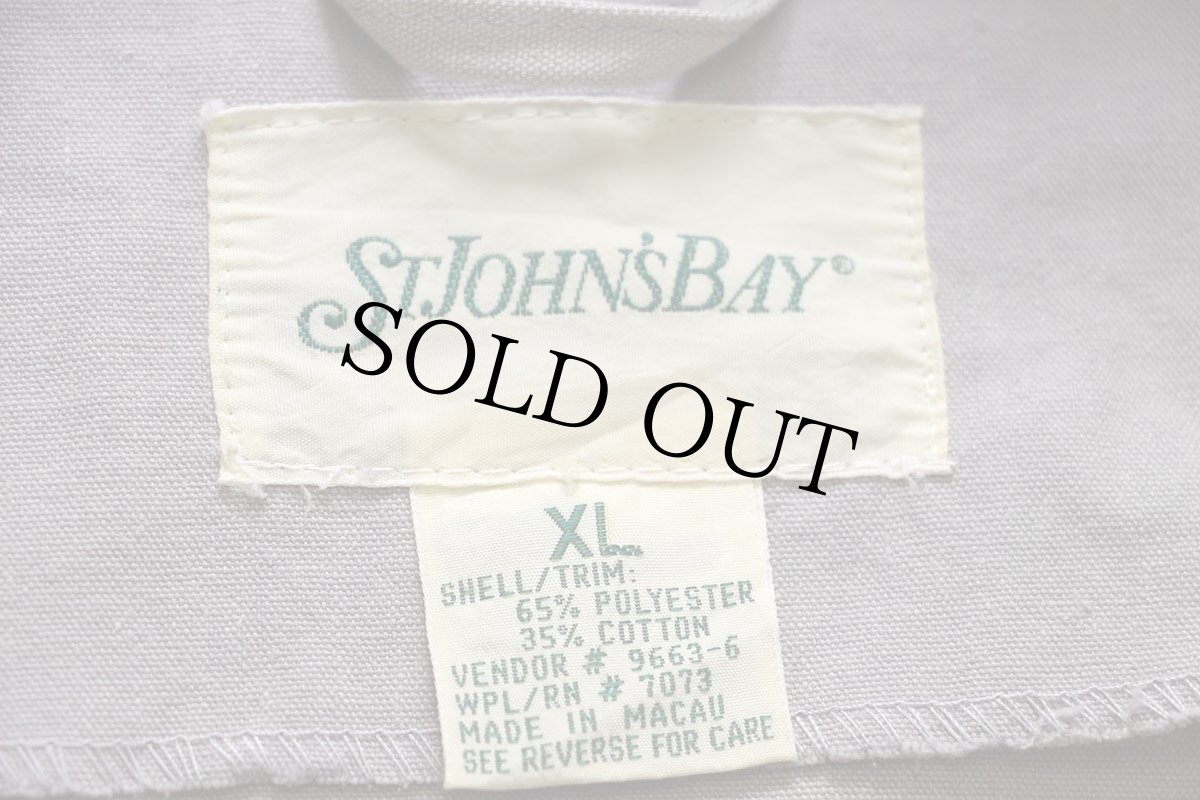 ST. JOHN'S BAY®
SOLD OUT
XL
SHELL/TRIM:
65% POLYESTER
35% COTTON
VENDOR # 9663-6
WPL/RN # 7073
MADE IN MACAU
SEE REVERSE FOR CARE